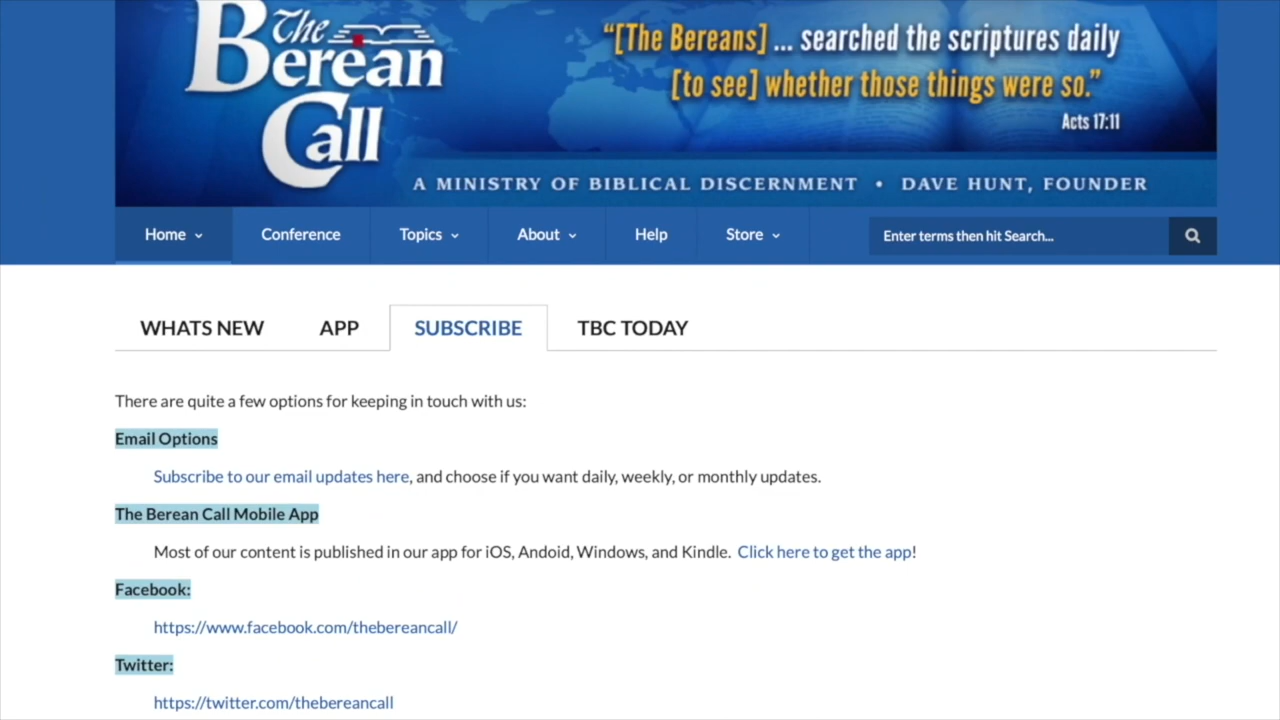 The
Berean
Call
“[The Bereans] ... searched the scriptures daily
[to see] whether those things were so.”
Acts 17:11
A MINISTRY OF BIBLICAL DISCERNMENT • DAVE HUNT, FOUNDER
Home Conference Topics About Help Store Enter terms then hit Search...
WHATS NEW APP SUBSCRIBE TBC TODAY
There are quite a few options for keeping in touch with us:
Email Options
Subscribe to our email updates here, and choose if you want daily, weekly, or monthly updates.
The Berean Call Mobile App
Most of our content is published in our app for iOS, Andoid, Windows, and Kindle. Click here to get the app!
Facebook:
https://www.facebook.com/thebereancall/
Twitter:
https://twitter.com/thebereancall